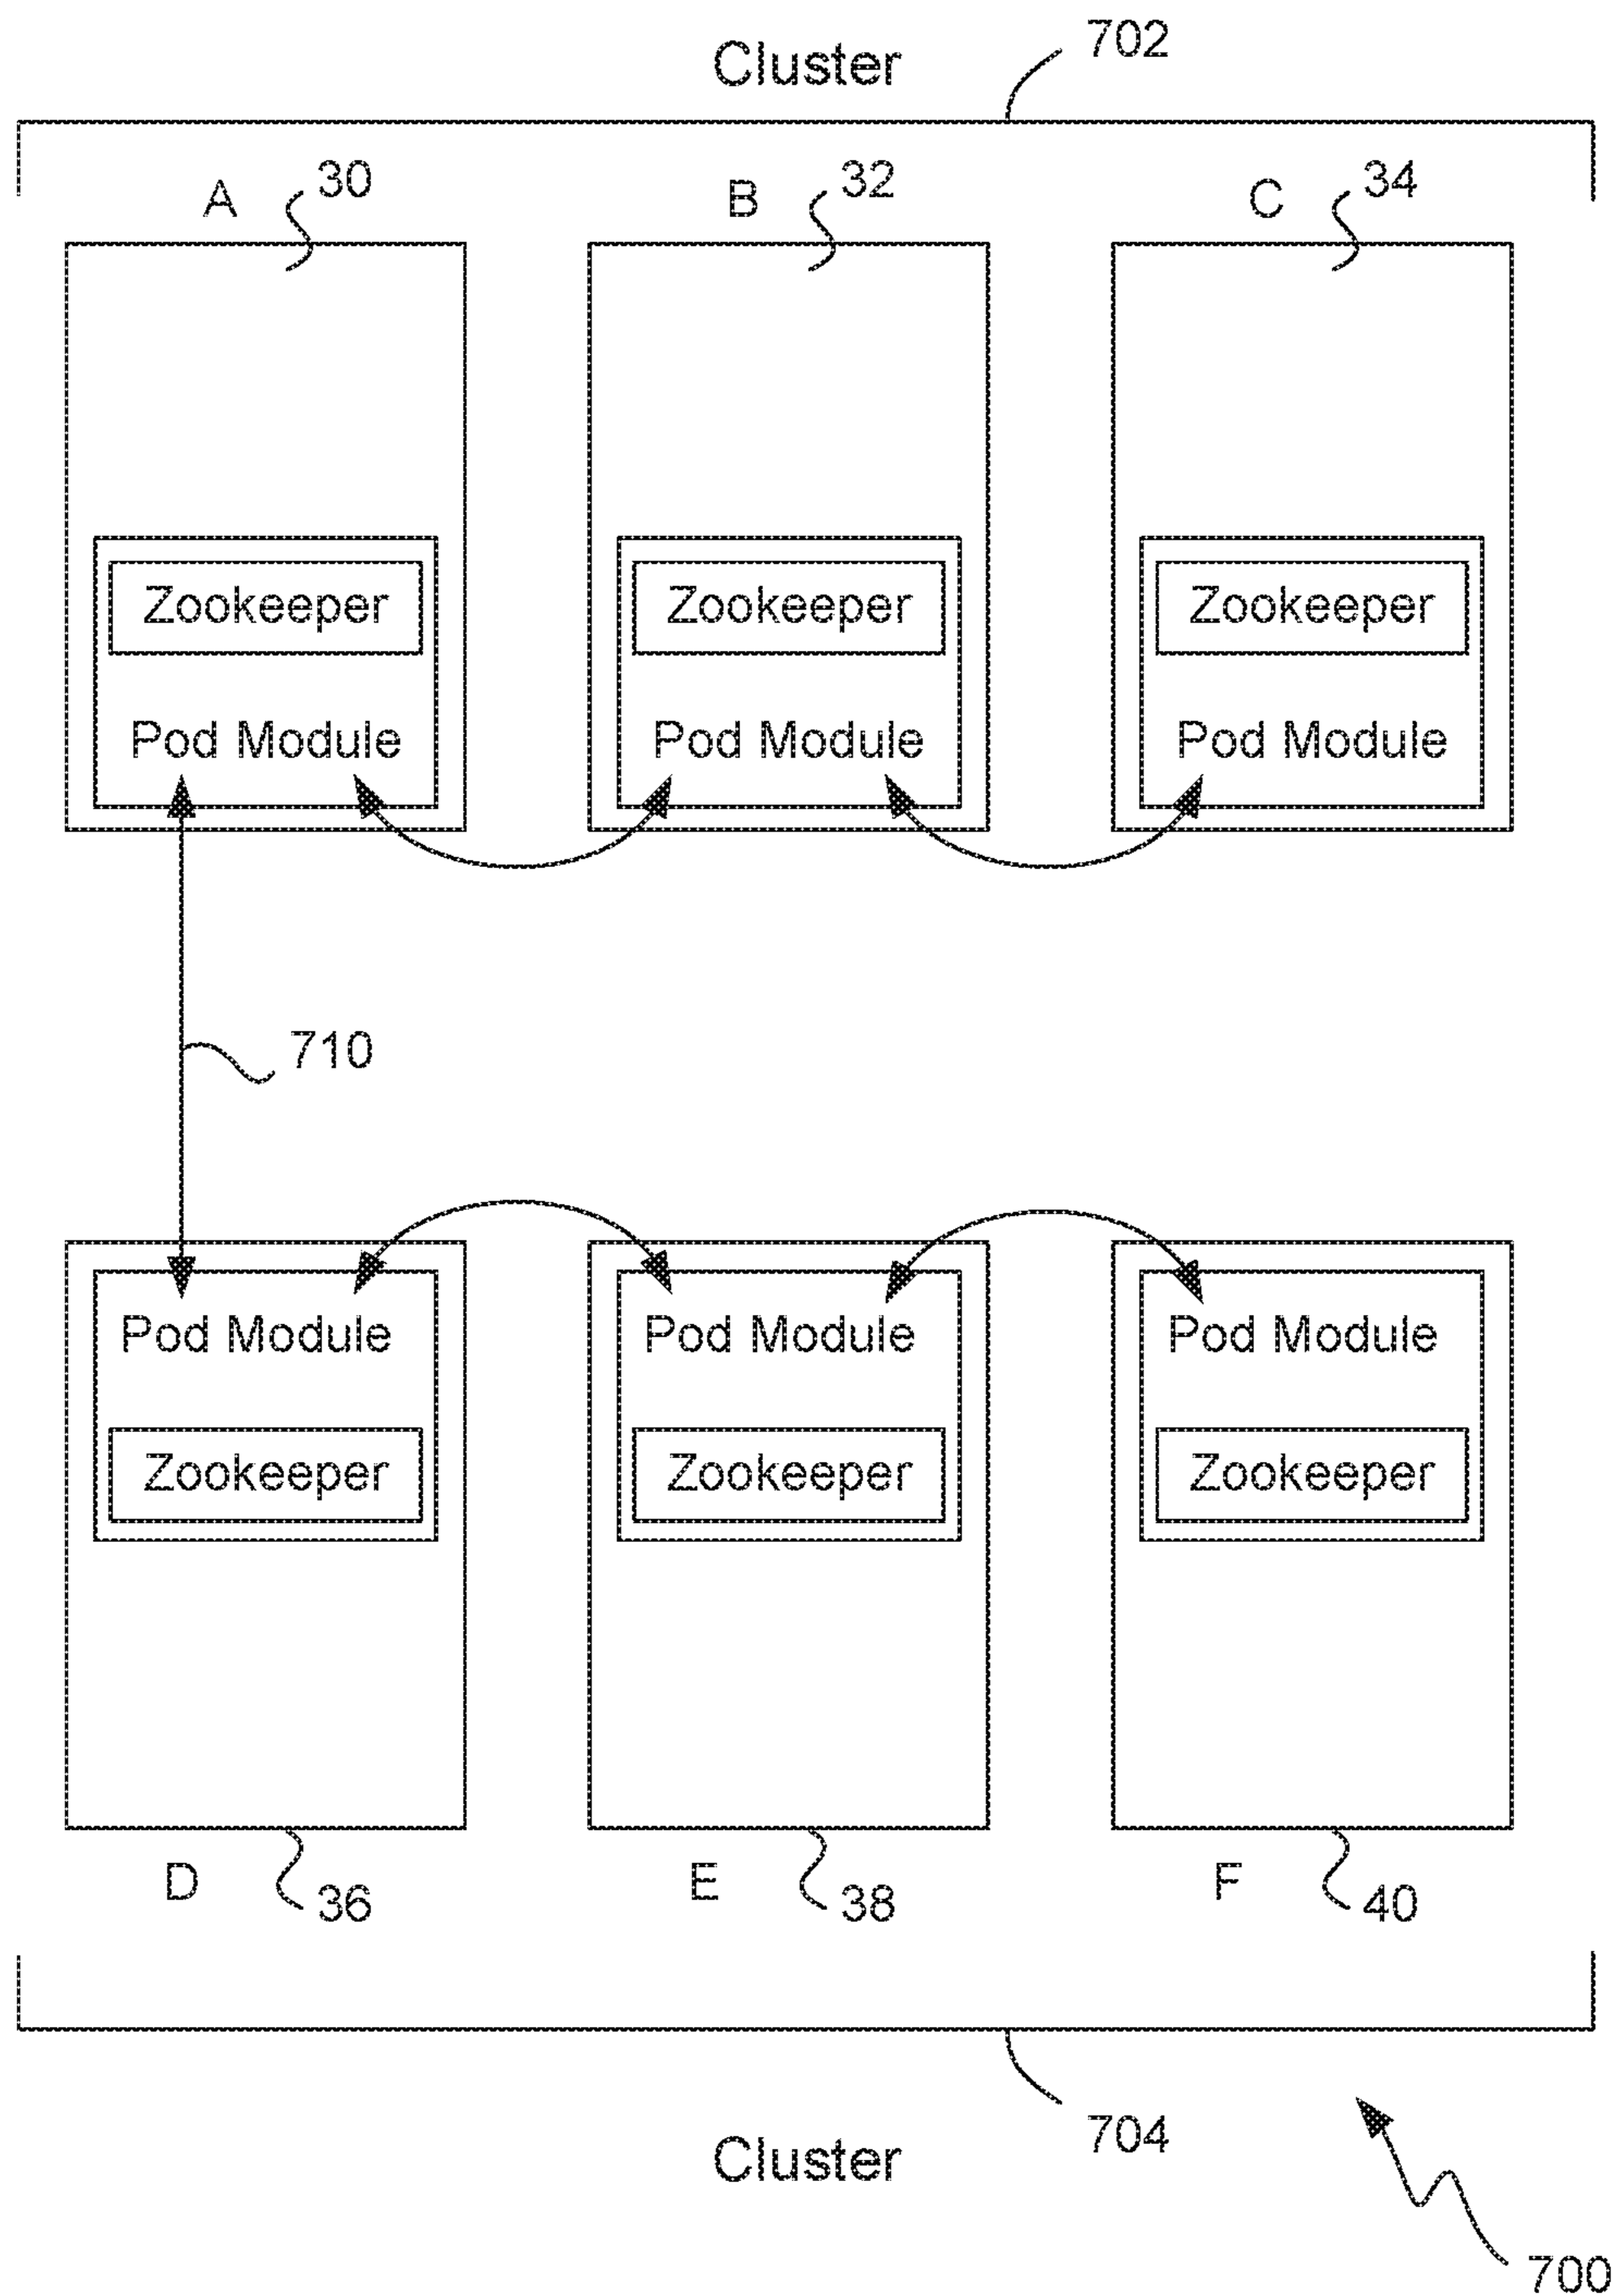 Cluster
702
A
30
B
32
C
34
Zookeeper
Zookeeper
Zookeeper
Pod Module
Pod Module
Pod Module
710
Pod Module
Pod Module
Pod Module
Zookeeper
Zookeeper
Zookeeper
D
36
E
38
F
40
Cluster
704
700